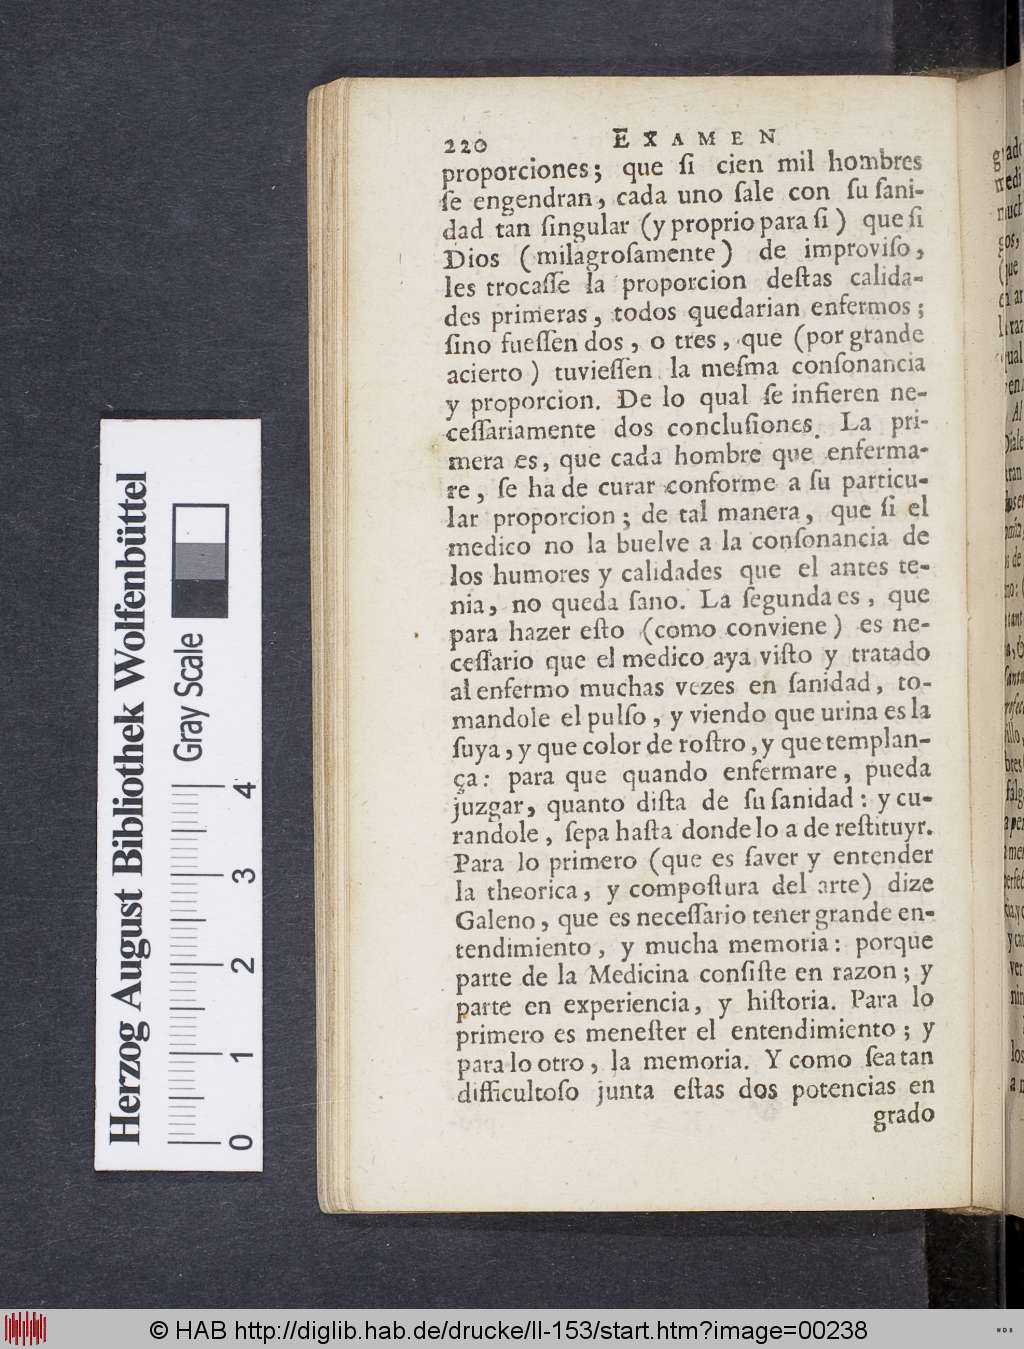 220 EXAMEN
proporciones; que ſi cien mil hombres
ſe engendran, cada uno ſale con ſu ſani-
dad tan ſingular (y proprio para ſi) que ſi
Dios (milagroſamente) de improviſo,
les trocaſſe la proporcion deſtas calida-
des primeras, todos quedarian enfermos;
ſino fueſſen dos, o tres, que (por grande
acierto) tuvieſſen la meſma conſonancia
y proporcion. De lo qual ſe infieren ne-
ceſſariamente dos concluſiones. La pri-
mera es, que cada hombre que enferma-
re, ſe ha de curar conforme a ſu particu-
lar proporcion; de tal manera, que ſi el
medico no la buelve a la conſonancia de
los humores y calidades que el antes te-
nia, no queda ſano. La ſegunda es, que
para hazer eſto (como conviene) es ne-
ceſſario que el medico aya viſto y tratado
al enfermo muchas vezes en ſanidad, to-
mandole el pulſo, y viendo que urina es la
ſuya, y que color de roſtro, y que templan-
ça: para que quando enfermare, pueda
juzgar, quanto diſta de ſu ſanidad: y cu-
randole, ſepa haſta donde lo a de reſtituyr.
Para lo primero (que es ſaver y entender
la theorica, y compoſtura del arte) dize
Galeno, que es neceſſario tener grande en-
tendimiento, y mucha memoria: porque
parte de la Medicina conſiſte en razon; y
parte en experiencia, y hiſtoria. Para lo
primero es meneſter el entendimiento; y
para lo otro, la memoria. Y como ſea tan
difficultoſo junta eſtas dos potencias en
grado
Herzog August Bibliothek Wolfenbüttel
Gray Scale
0 1 2 3 4
© HAB http://diglib.hab.de/drucke/ll-153/start.htm?image=00238